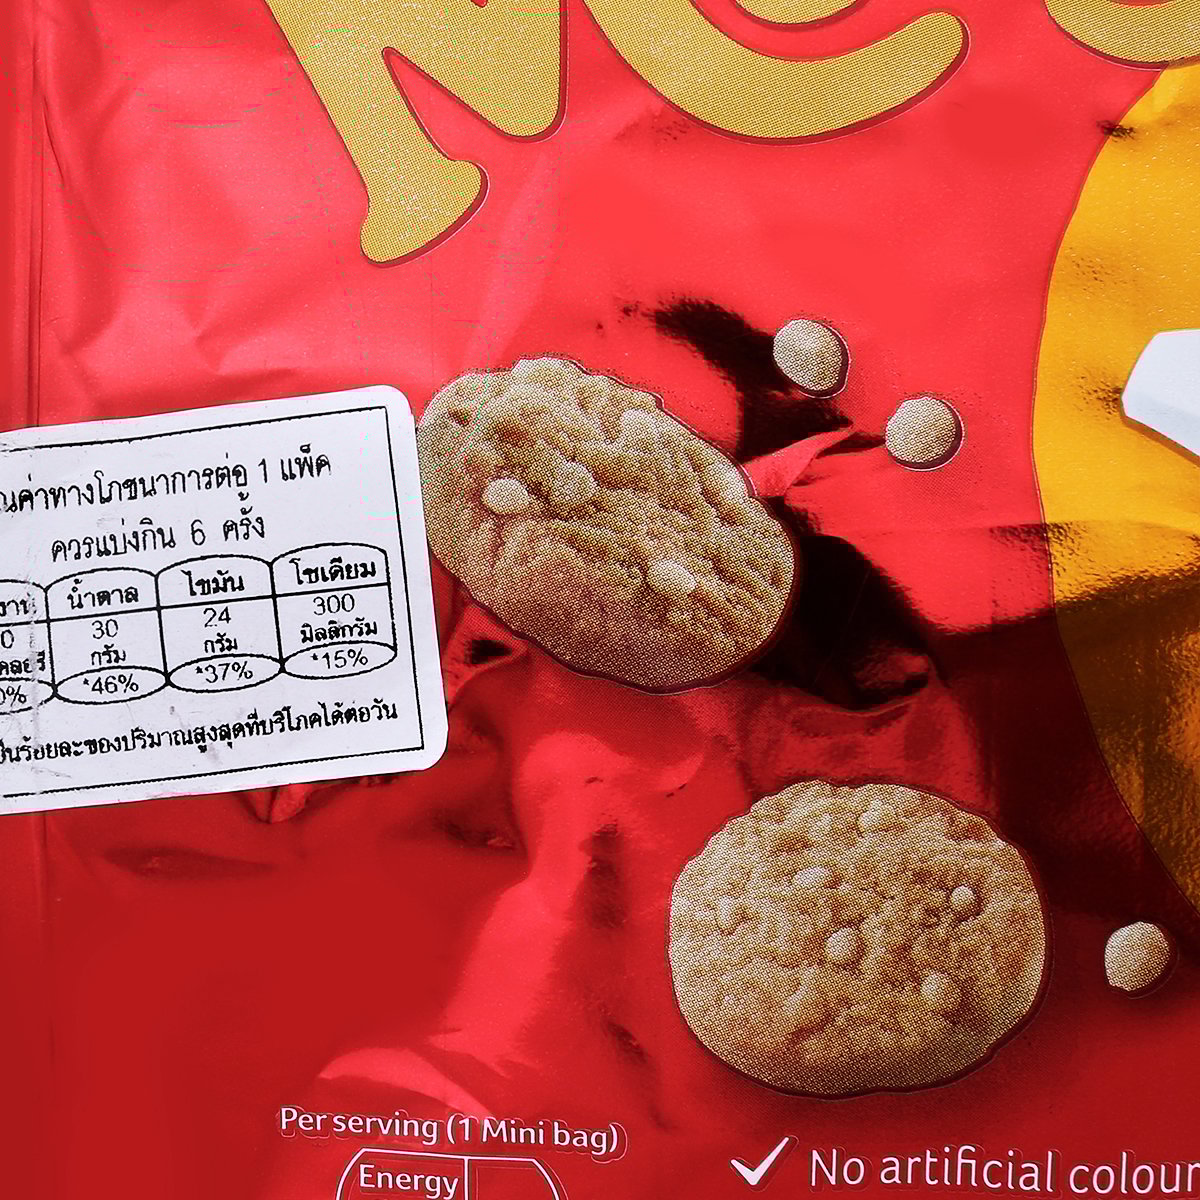 ค่าทางโภชนาการต่อ 1 แพ็ค
ควรแบ่งกิน 6 ครั้ง
น้ำตาล ไขมัน โซเดียม
30 24 300
กรัม กรัม มิลลิกรัม
*46% *37% *15%
ร้อยละของปริมาณสูงสุดที่บริโภคได้ต่อวัน
Per serving (1 Mini bag)
Energy
No artificial colour